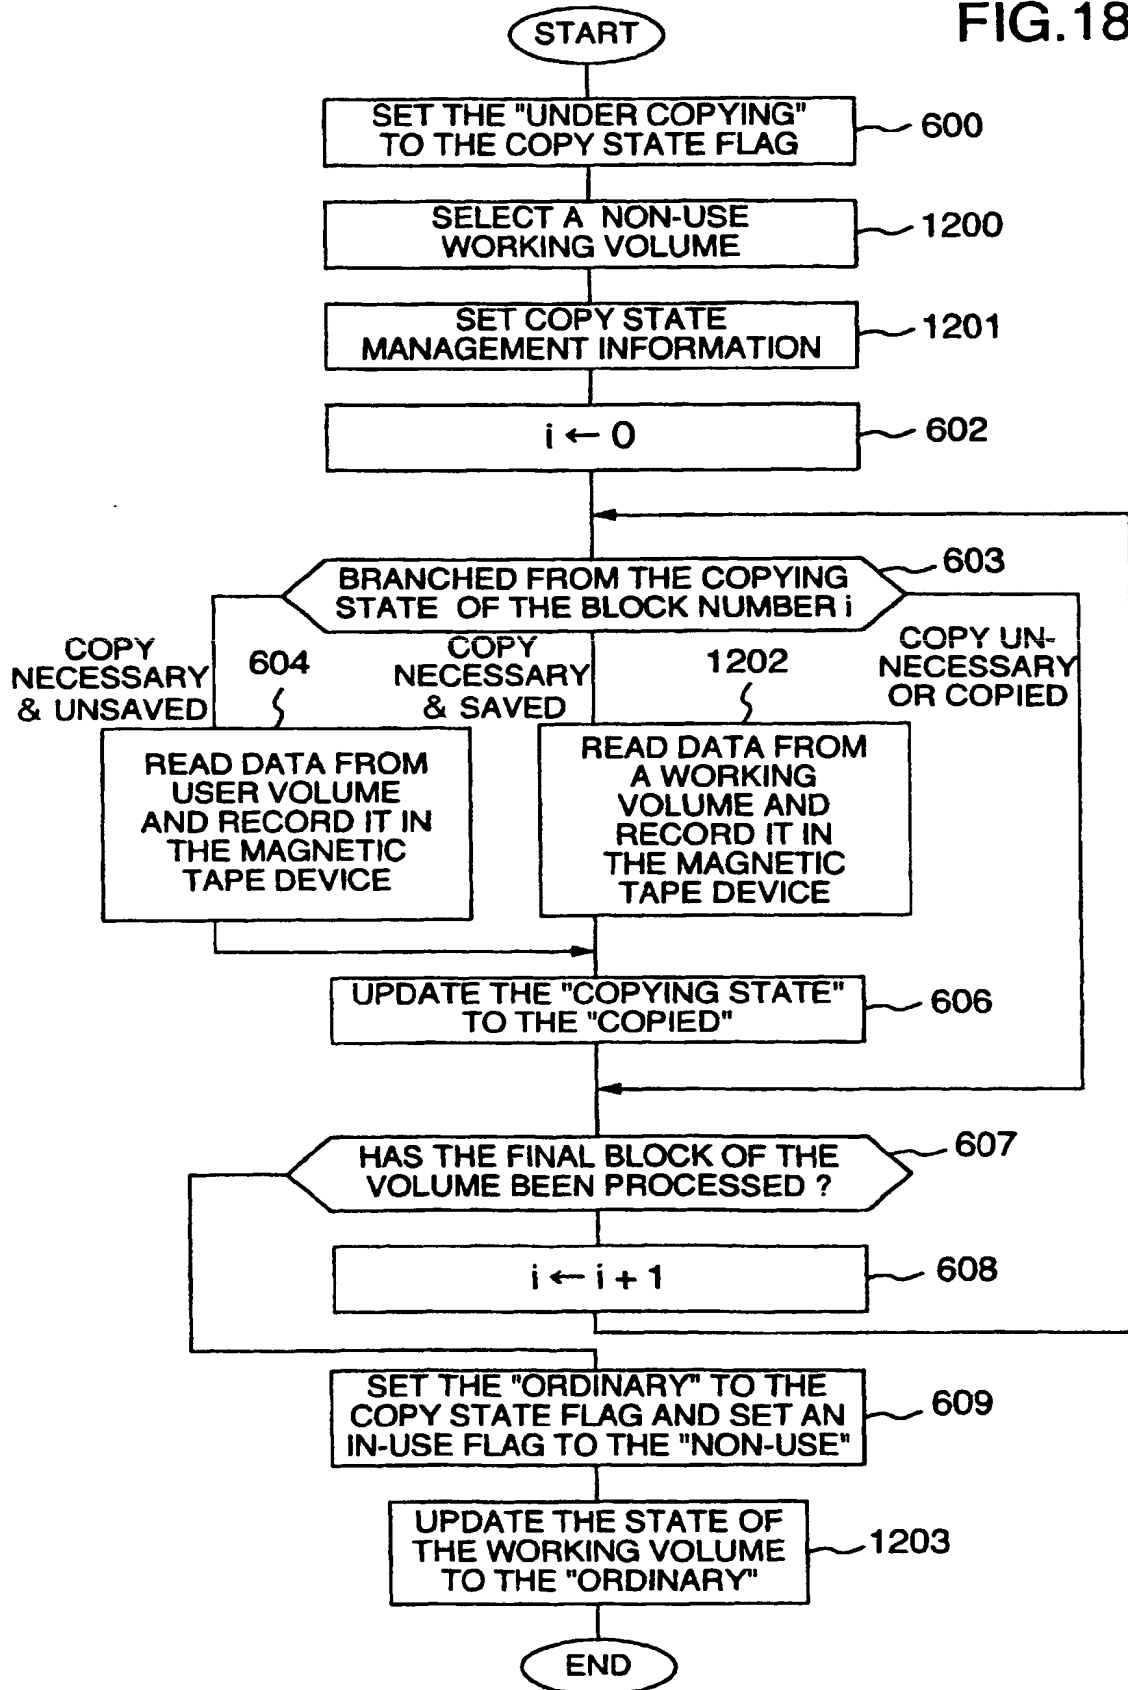 FIG.18
START
SET THE "UNDER COPYING"
TO THE COPY STATE FLAG
600
SELECT A NON-USE
WORKING VOLUME
1200
SET COPY STATE
MANAGEMENT INFORMATION
1201
i ← 0
602
BRANCHED FROM THE COPYING
STATE OF THE BLOCK NUMBER i
603
COPY
NECESSARY
& UNSAVED
604
COPY
NECESSARY
& SAVED
1202
COPY UN-
NECESSARY
OR COPIED
READ DATA FROM
USER VOLUME
AND RECORD IT IN
THE MAGNETIC
TAPE DEVICE
READ DATA FROM
A WORKING
VOLUME AND
RECORD IT IN
THE MAGNETIC
TAPE DEVICE
UPDATE THE "COPYING STATE"
TO THE "COPIED"
606
HAS THE FINAL BLOCK OF THE
VOLUME BEEN PROCESSED ?
607
i ← i + 1
608
SET THE "ORDINARY" TO THE
COPY STATE FLAG AND SET AN
IN-USE FLAG TO THE "NON-USE"
609
UPDATE THE STATE OF
THE WORKING VOLUME
TO THE "ORDINARY"
1203
END